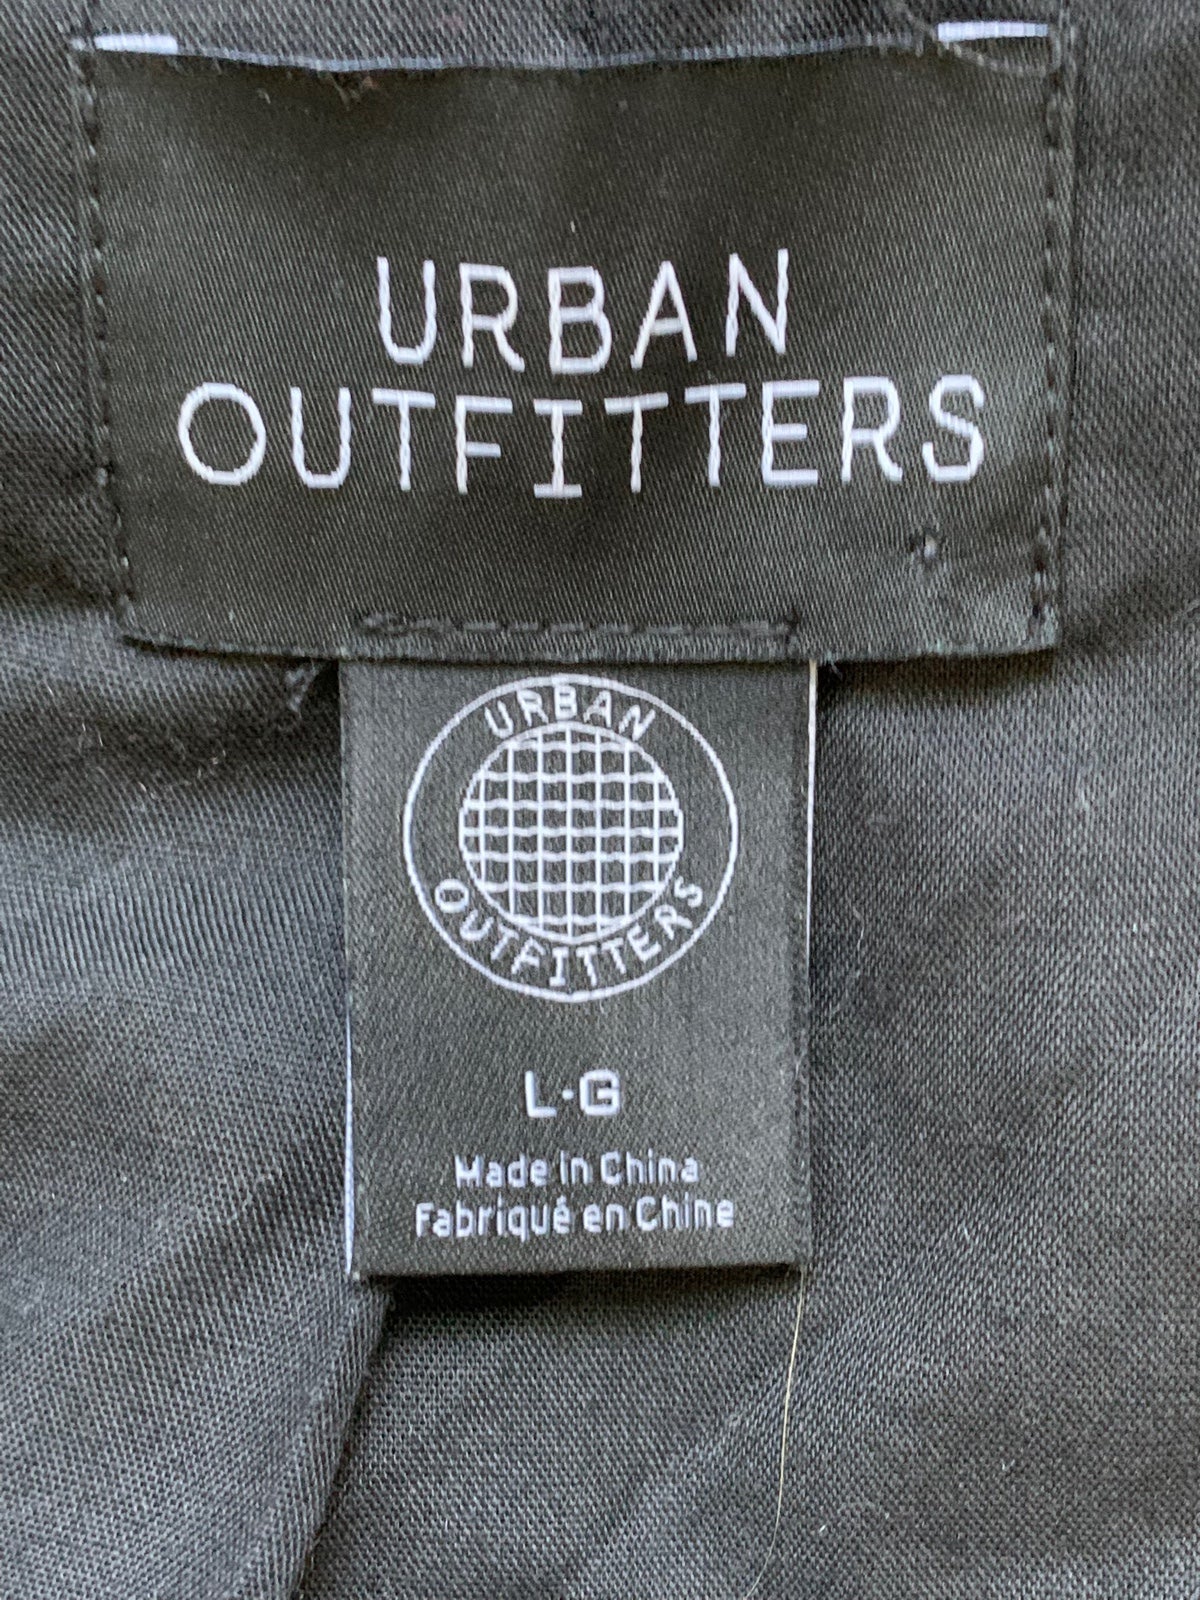 URBAN
OUTFITTERS
URBAN
OUTFITTERS
L·G
Made in China
Fabriqué en Chine